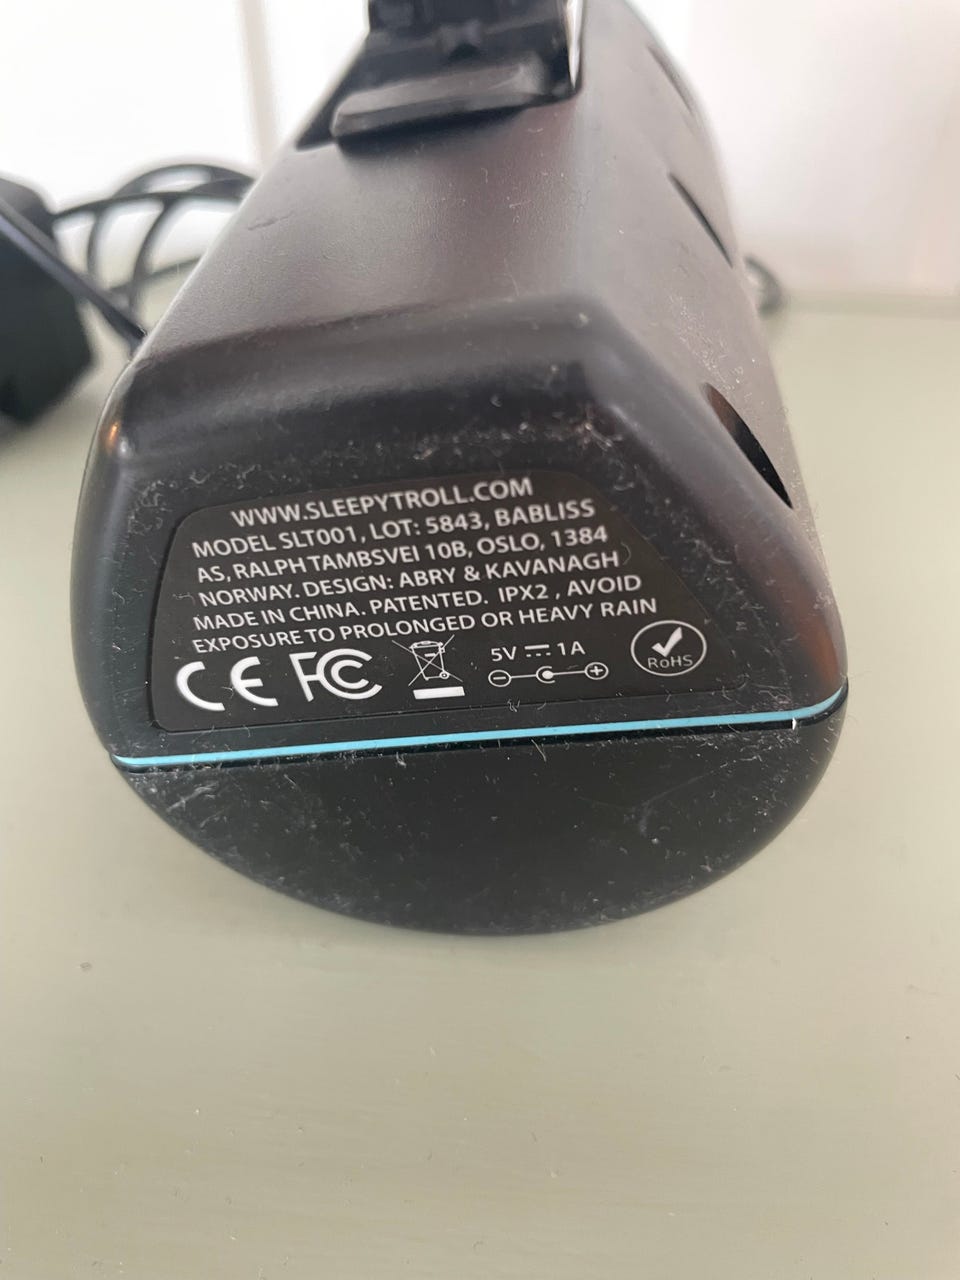 WWW.SLEEPYTROLL.COM
MODEL SLT001, LOT: 5843, BABLISS
AS, RALPH TAMBSVEI 10B, OSLO, 1384
NORWAY. DESIGN: ABRY & KAVANAGH
MADE IN CHINA. PATENTED. IPX2 , AVOID
EXPOSURE TO PROLONGED OR HEAVY RAIN
CE FC 5V ⎓ 1A RoHS